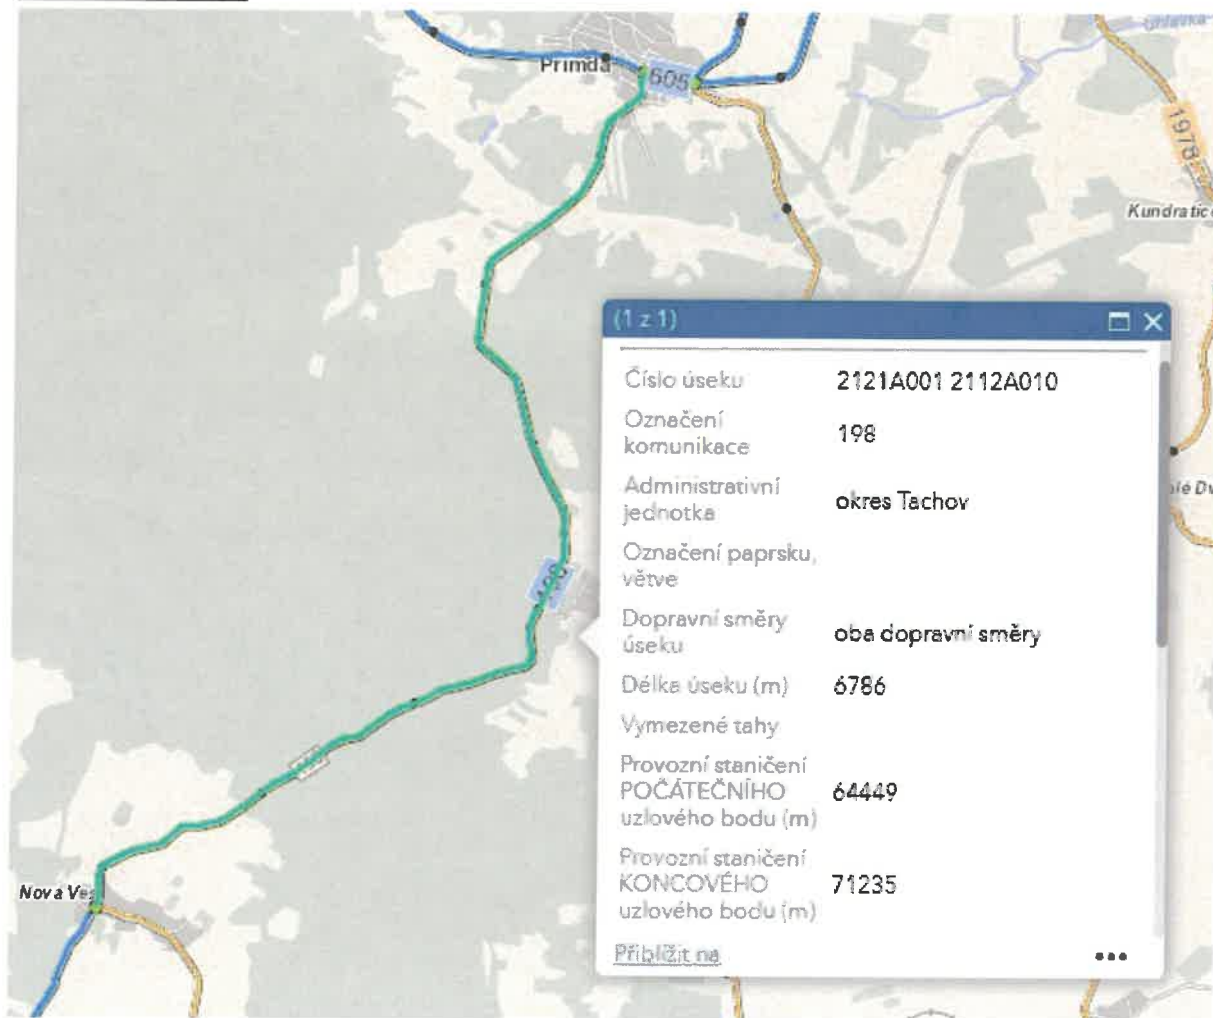 Primda
605
1978
Kundratic
(1 z 1)
Číslo úseku 2121A001 2112A010
Označení
komunikace 198
Administrativní
jednotka okres Tachov
Označení paprsku,
větve
Dopravní směry
úseku oba dopravní směry
Délka úseku (m) 6786
Vymezené tahy
Provozní staničení
POČÁTEČNÍHO 64449
uzlového bodu (m)
Provozní staničení
KONCOVÉHO 71235
uzlového bodu (m)
Přiblížit na
Nova Ves